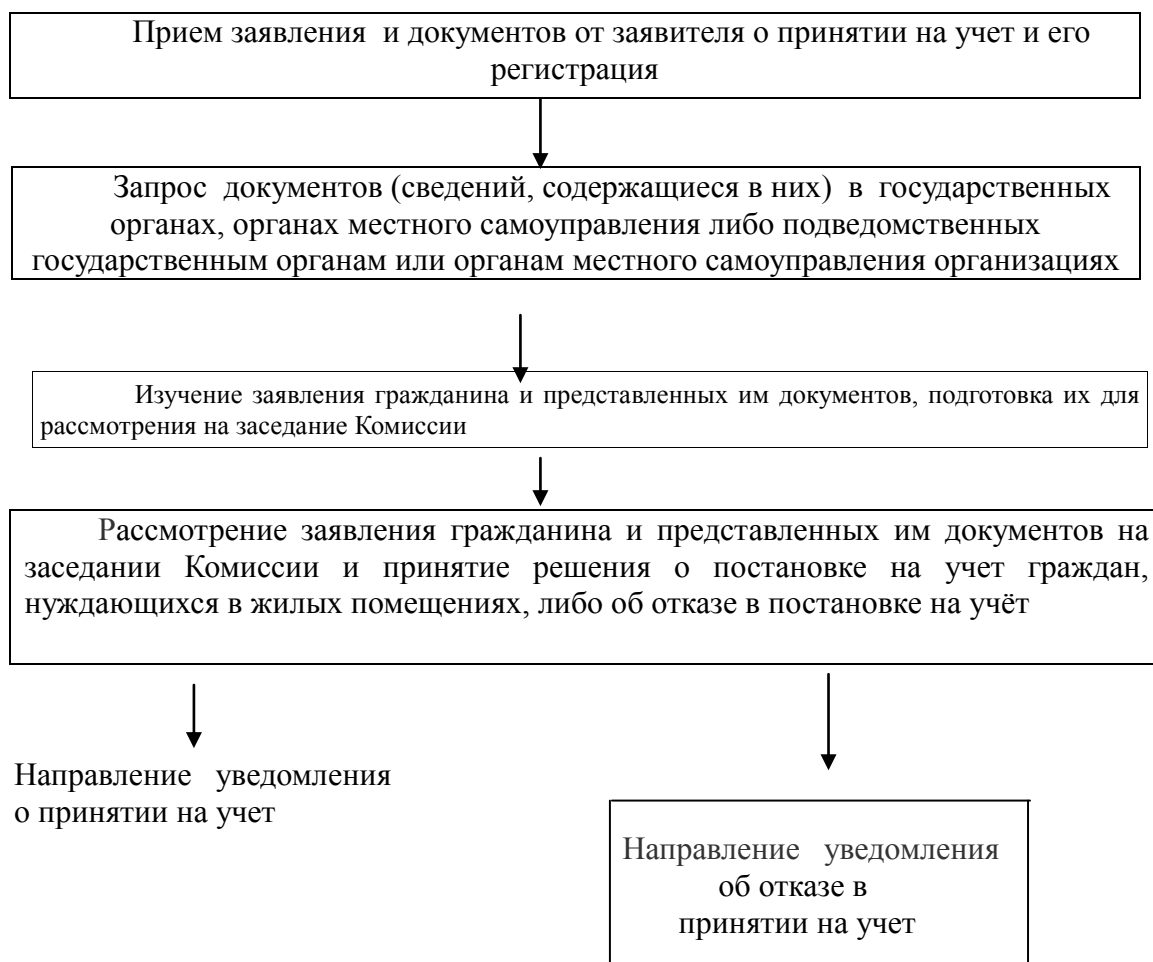 Прием заявления и документов от заявителя о принятии на учет и его
регистрация
Запрос документов (сведений, содержащиеся в них) в государственных
органах, органах местного самоуправления либо подведомственных
государственным органам или органам местного самоуправления организациях
Изучение заявления гражданина и представленных им документов, подготовка их для
рассмотрения на заседание Комиссии
Рассмотрение заявления гражданина и представленных им документов на
заседании Комиссии и принятие решения о постановке на учет граждан,
нуждающихся в жилых помещениях, либо об отказе в постановке на учёт
Направление уведомления
о принятии на учет
Направление уведомления
об отказе в
принятии на учет